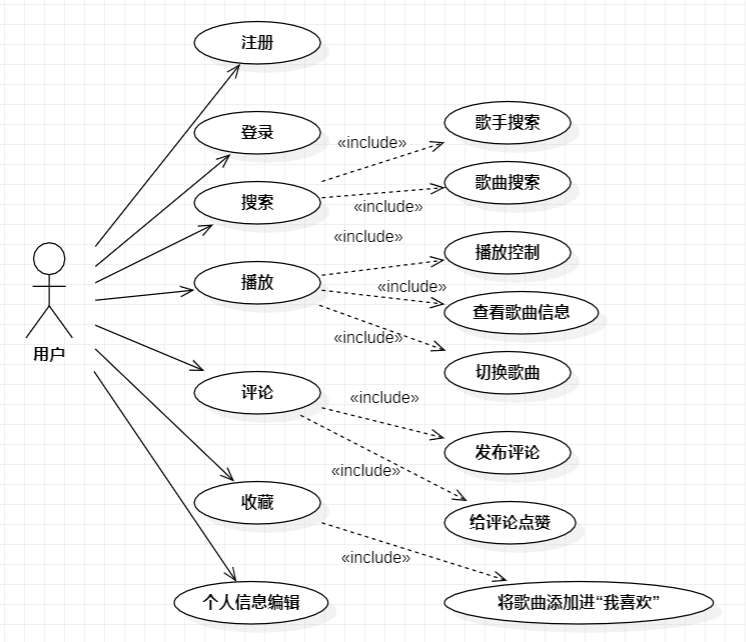 注册
登录
«include»
歌手搜索
搜索
歌曲搜索
«include»
«include»
播放控制
播放
«include»
查看歌曲信息
«include»
用户
切换歌曲
评论
«include»
发布评论
«include»
收藏
给评论点赞
«include»
个人信息编辑
将歌曲添加进“我喜欢”